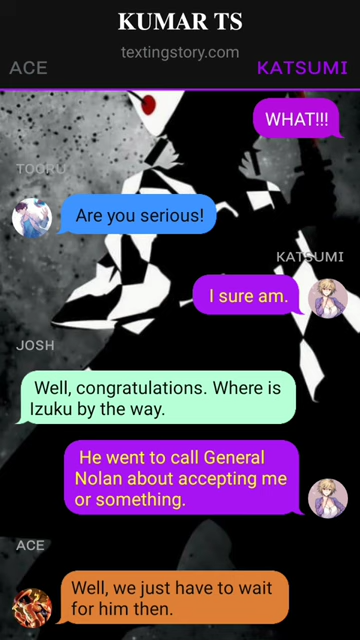 KUMAR TS
textingstory.com
ACE
KATSUMI
WHAT!!!
TOORU
Are you serious!
KATSUMI
I sure am.
JOSH
Well, congratulations. Where is
Izuku by the way.
He went to call General
Nolan about accepting me
or something.
ACE
Well, we just have to wait
for him then.